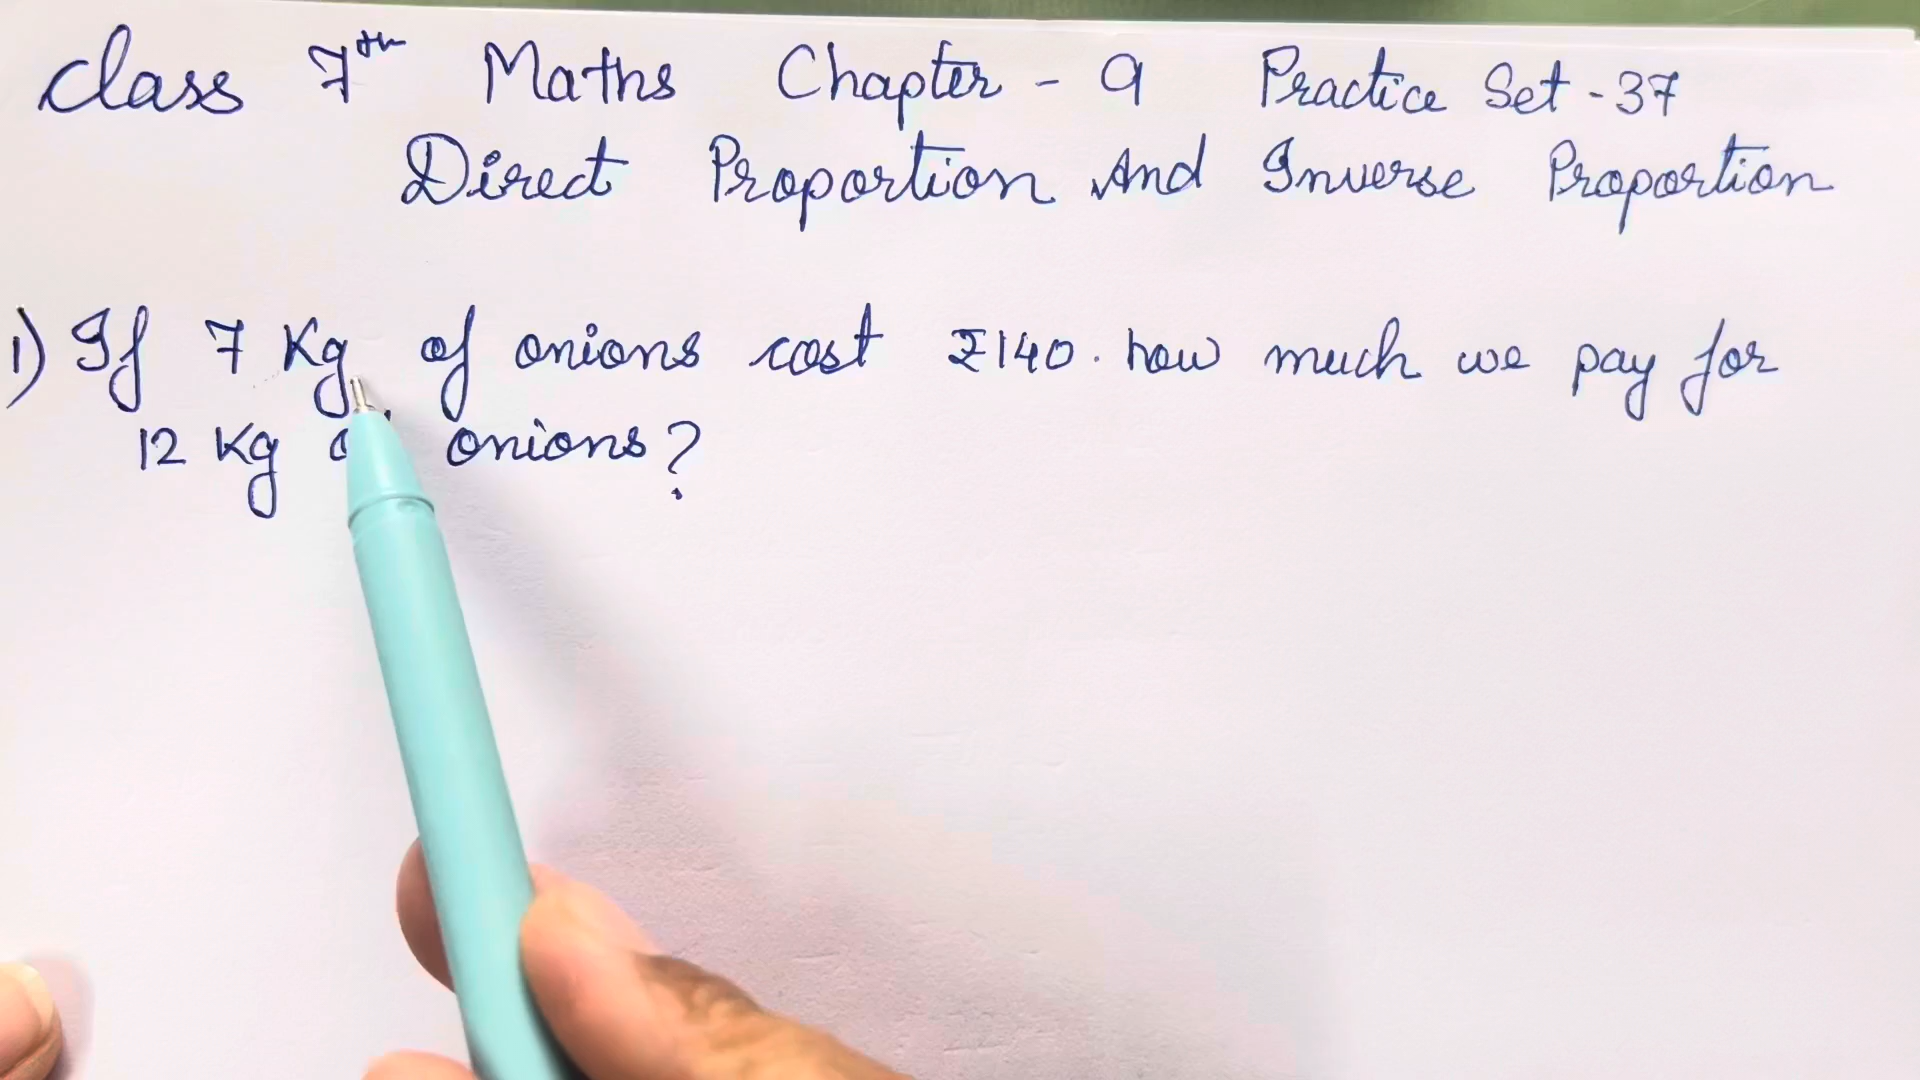 Class 7th Maths Chapter - 9 Practice Set - 37
Direct Proportion And Inverse Proportion
1) If 7 Kg of onions cost ₹140. how much we pay for
12 Kg onions?